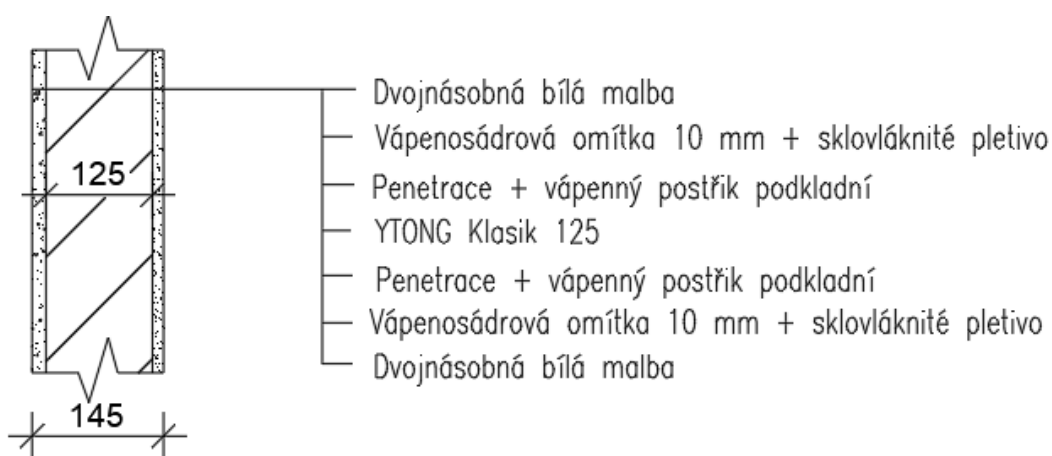 Dvojnásobná bílá malba
Vápenosádrová omítka 10 mm + sklovláknité pletivo
125
Penetrace + vápenný postřik podkladní
YTONG Klasik 125
Penetrace + vápenný postřik podkladní
Vápenosádrová omítka 10 mm + sklovláknité pletivo
Dvojnásobná bílá malba
145